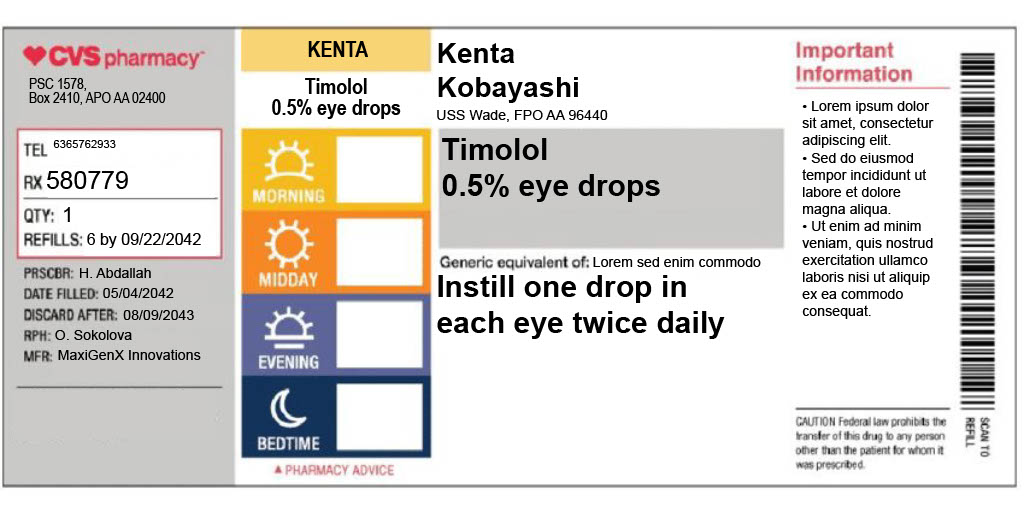 CVS pharmacy
PSC 1578,
Box 2410, APO AA 02400
TEL 6365762933
RX 580779
QTY: 1
REFILLS: 6 by 09/22/2042
PRSCBR: H. Abdallah
DATE FILLED: 05/04/2042
DISCARD AFTER: 08/09/2043
RPH: O. Sokolova
MFR: MaxiGenX Innovations
KENTA
Timolol
0.5% eye drops
MORNING
MIDDAY
EVENING
BEDTIME
▲ PHARMACY ADVICE
Kenta
Kobayashi
USS Wade, FPO AA 96440
Timolol
0.5% eye drops
Generic equivalent of: Lorem sed enim commodo
Instill one drop in
each eye twice daily
Important
Information
• Lorem ipsum dolor
sit amet, consectetur
adipiscing elit.
• Sed do eiusmod
tempor incididunt ut
labore et dolore
magna aliqua.
• Ut enim ad minim
veniam, quis nostrud
exercitation ullamco
laboris nisi ut aliquip
ex ea commodo
consequat.
CAUTION Federal law prohibits the
transfer of this drug to any person
other than the patient for whom it
was prescribed.
SCAN TO
REFILL